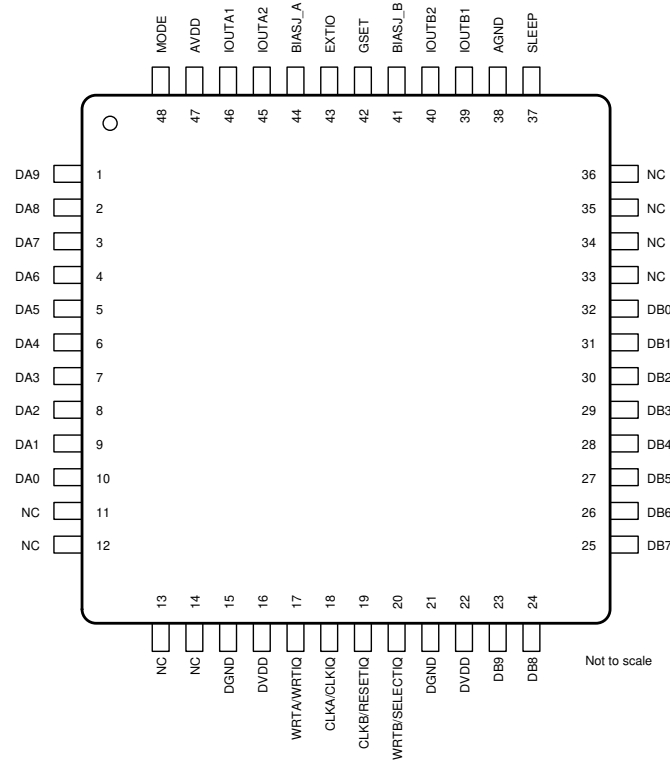 MODE
AVDD
IOUTA1
IOUTA2
BIASJ_A
EXTIO
GSET
BIASJ_B
IOUTB2
IOUTB1
AGND
SLEEP
48
47
46
45
44
43
42
41
40
39
38
37
DA9 1
DA8 2
DA7 3
DA6 4
DA5 5
DA4 6
DA3 7
DA2 8
DA1 9
DA0 10
NC 11
NC 12
36 NC
35 NC
34 NC
33 NC
32 DB0
31 DB1
30 DB2
29 DB3
28 DB4
27 DB5
26 DB6
25 DB7
13
14
15
16
17
18
19
20
21
22
23
24
NC
NC
DGND
DVDD
WRTA/WRTIQ
CLKA/CLKIQ
CLKB/RESETIQ
WRTB/SELECTIQ
DGND
DVDD
DB9
DB8
Not to scale